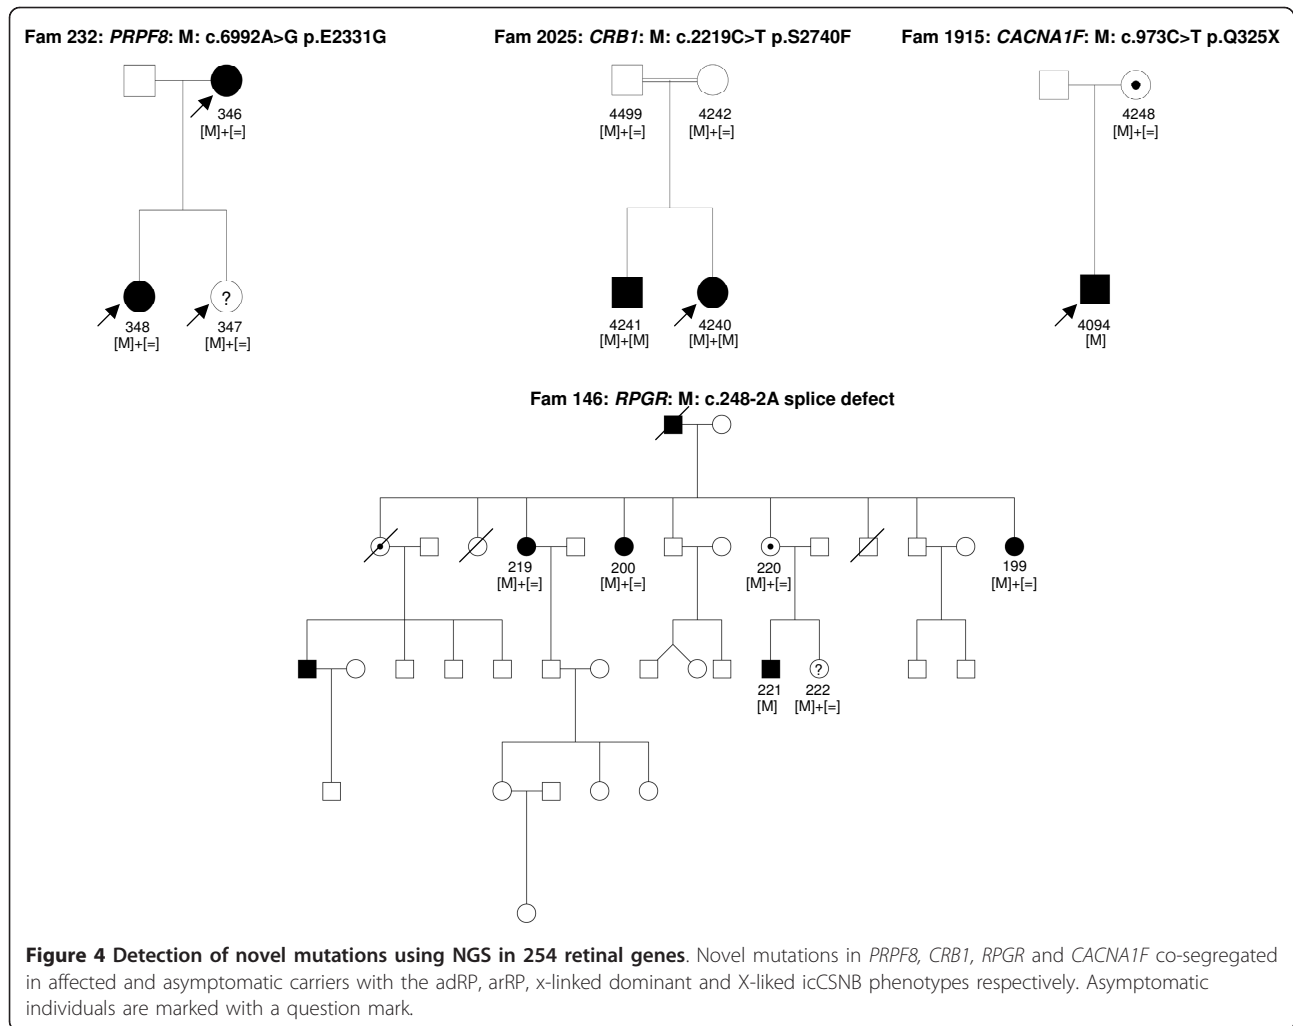 Fam 232: PRPF8: M: c.6992A>G p.E2331G
Fam 2025: CRB1: M: c.2219C>T p.S2740F
Fam 1915: CACNA1F: M: c.973C>T p.Q325X
346
[M]+[=]
4499
[M]+[=]
4242
[M]+[=]
4248
[M]+[=]
?
348
[M]+[=]
347
[M]+[=]
4241
[M]+[M]
4240
[M]+[M]
4094
[M]
Fam 146: RPGR: M: c.248-2A splice defect
219
[M]+[=]
200
[M]+[=]
220
[M]+[=]
199
[M]+[=]
?
221
[M]
222
[M]+[=]
Figure 4 Detection of novel mutations using NGS in 254 retinal genes. Novel mutations in PRPF8, CRB1, RPGR and CACNA1F co-segregated
in affected and asymptomatic carriers with the adRP, arRP, x-linked dominant and X-liked icCSNB phenotypes respectively. Asymptomatic
individuals are marked with a question mark.